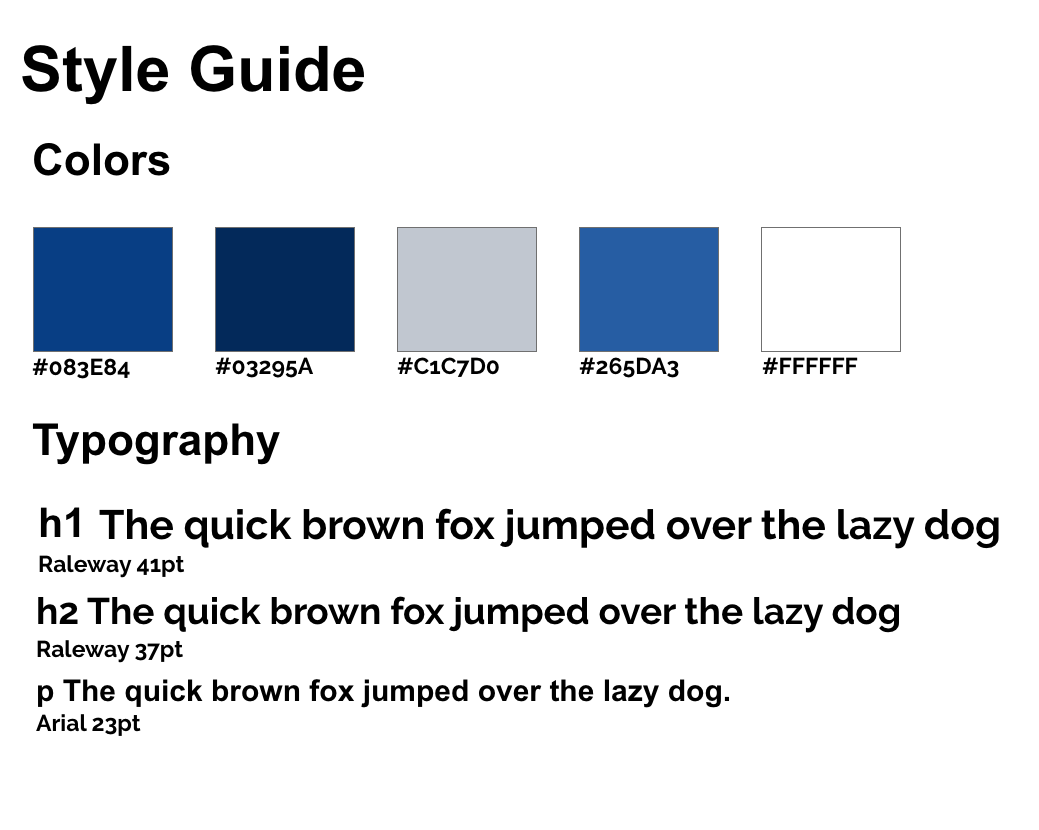 Style Guide
Colors
#083E84 #03295A #C1C7D0 #265DA3 #FFFFFF
Typography
h1 The quick brown fox jumped over the lazy dog
Raleway 41pt
h2 The quick brown fox jumped over the lazy dog
Raleway 37pt
p The quick brown fox jumped over the lazy dog.
Arial 23pt